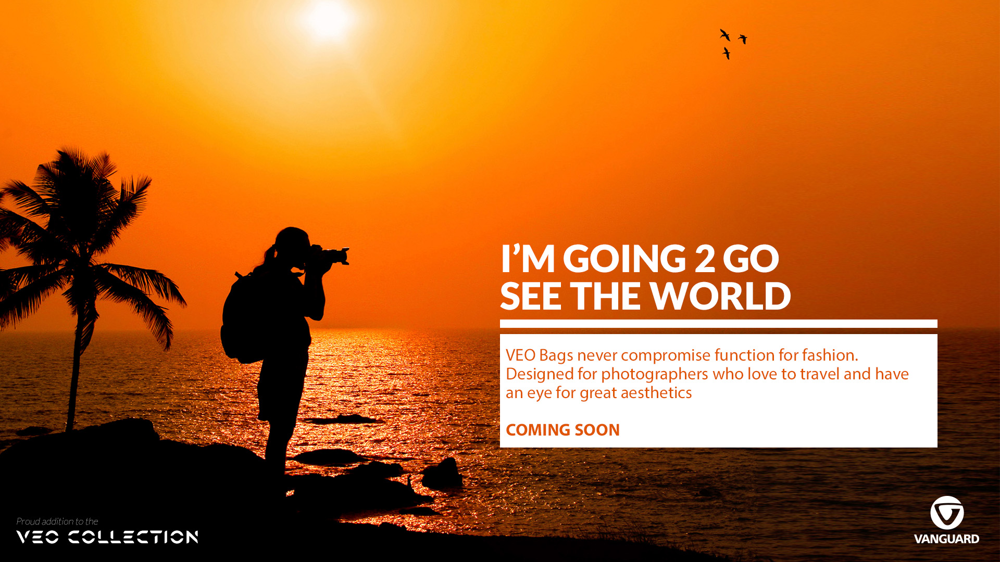 I’M GOING 2 GO
SEE THE WORLD
VEO Bags never compromise function for fashion.
Designed for photographers who love to travel and have
an eye for great aesthetics
COMING SOON
Proud addition to the
VEO COLLECTION
VANGUARD